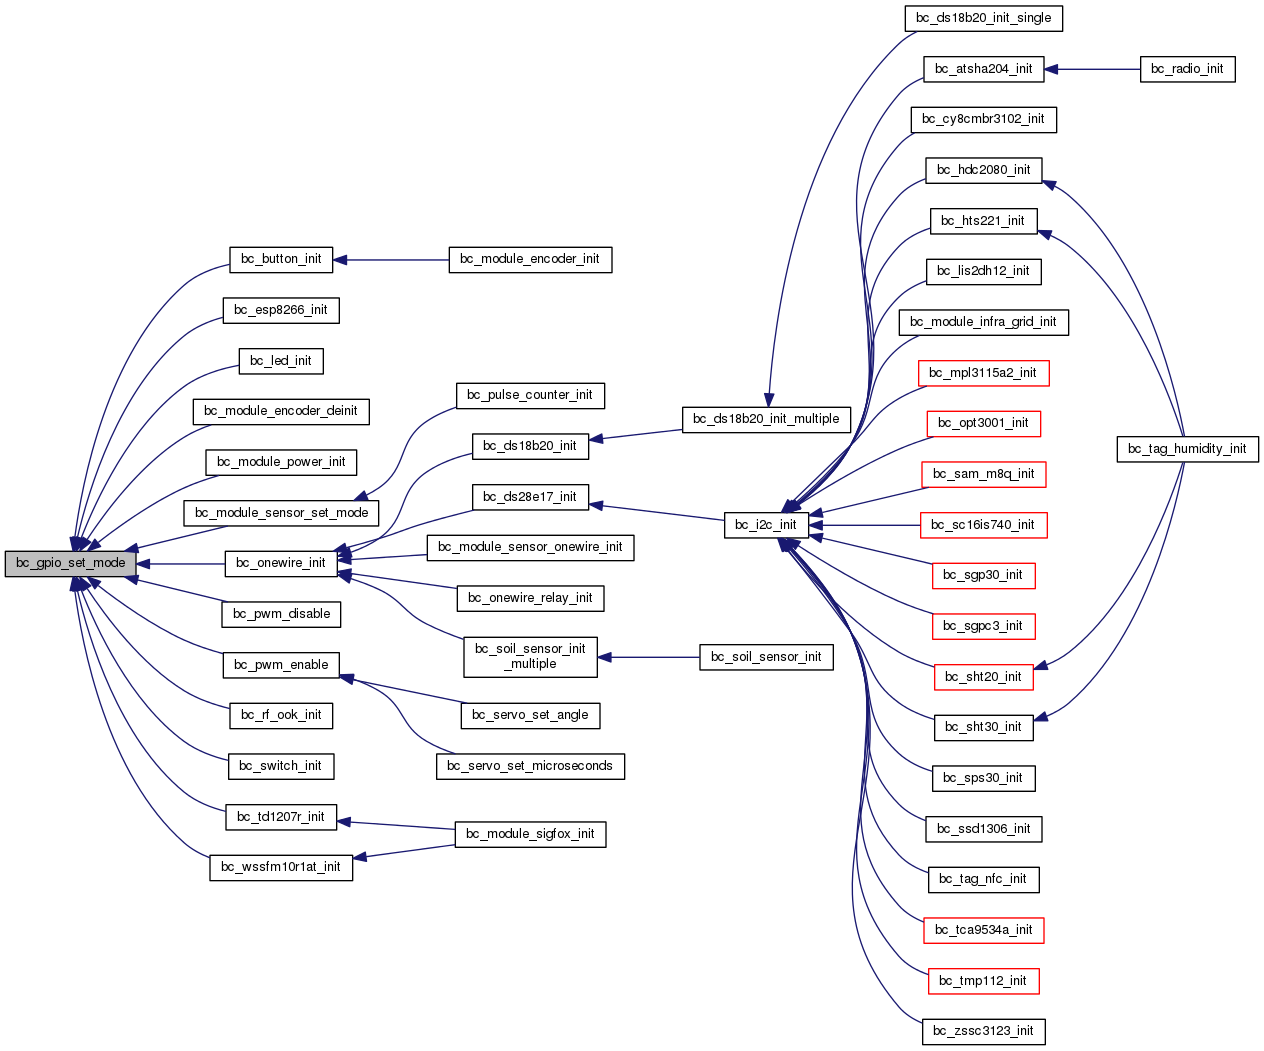 bc_gpio_set_mode
bc_button_init
bc_esp8266_init
bc_led_init
bc_module_encoder_deinit
bc_module_power_init
bc_module_sensor_set_mode
bc_onewire_init
bc_pwm_disable
bc_pwm_enable
bc_rf_ook_init
bc_switch_init
bc_td1207r_init
bc_wssfm10r1at_init
bc_module_encoder_init
bc_pulse_counter_init
bc_ds18b20_init
bc_ds28e17_init
bc_module_sensor_onewire_init
bc_onewire_relay_init
bc_soil_sensor_init
_multiple
bc_servo_set_angle
bc_servo_set_microseconds
bc_module_sigfox_init
bc_ds18b20_init_multiple
bc_i2c_init
bc_soil_sensor_init
bc_ds18b20_init_single
bc_atsha204_init
bc_cy8cmbr3102_init
bc_hdc2080_init
bc_hts221_init
bc_lis2dh12_init
bc_module_infra_grid_init
bc_mpl3115a2_init
bc_opt3001_init
bc_sam_m8q_init
bc_sc16is740_init
bc_sgp30_init
bc_sgpc3_init
bc_sht20_init
bc_sht30_init
bc_sps30_init
bc_ssd1306_init
bc_tag_nfc_init
bc_tca9534a_init
bc_tmp112_init
bc_zssc3123_init
bc_radio_init
bc_tag_humidity_init